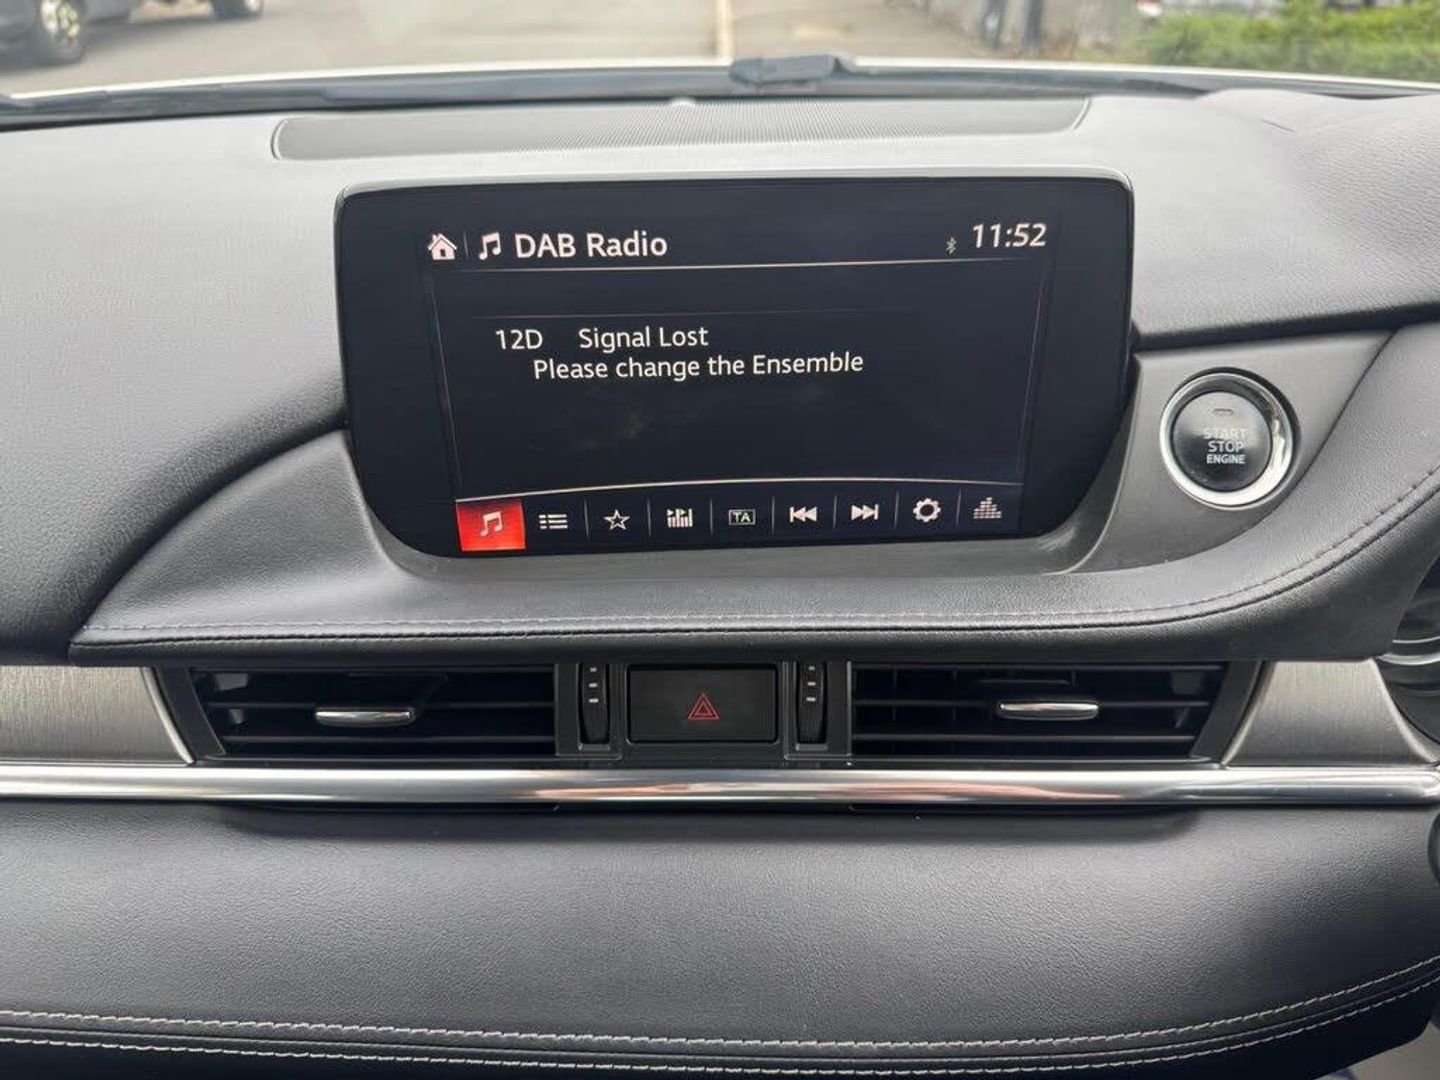 DAB Radio 11:52
12D Signal Lost
Please change the Ensemble
TA
START
STOP
ENGINE